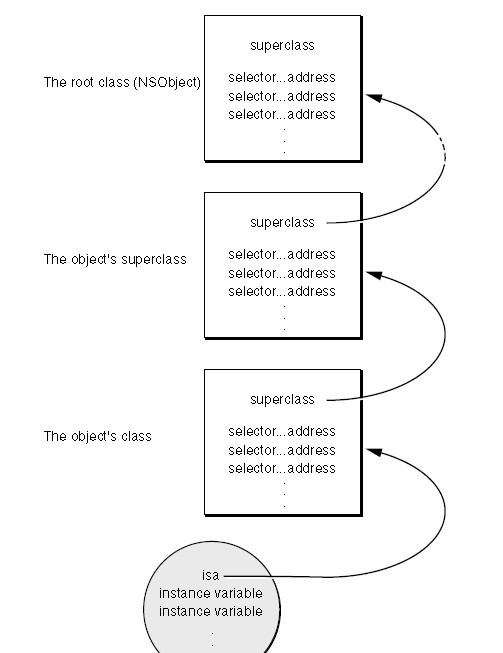 superclass
The root class (NSObject)
selector...address
selector...address
selector...address
.
.
.
superclass
The object's superclass
selector...address
selector...address
selector...address
.
.
.
superclass
The object's class
selector...address
selector...address
selector...address
.
.
.
isa
instance variable
instance variable
.
.